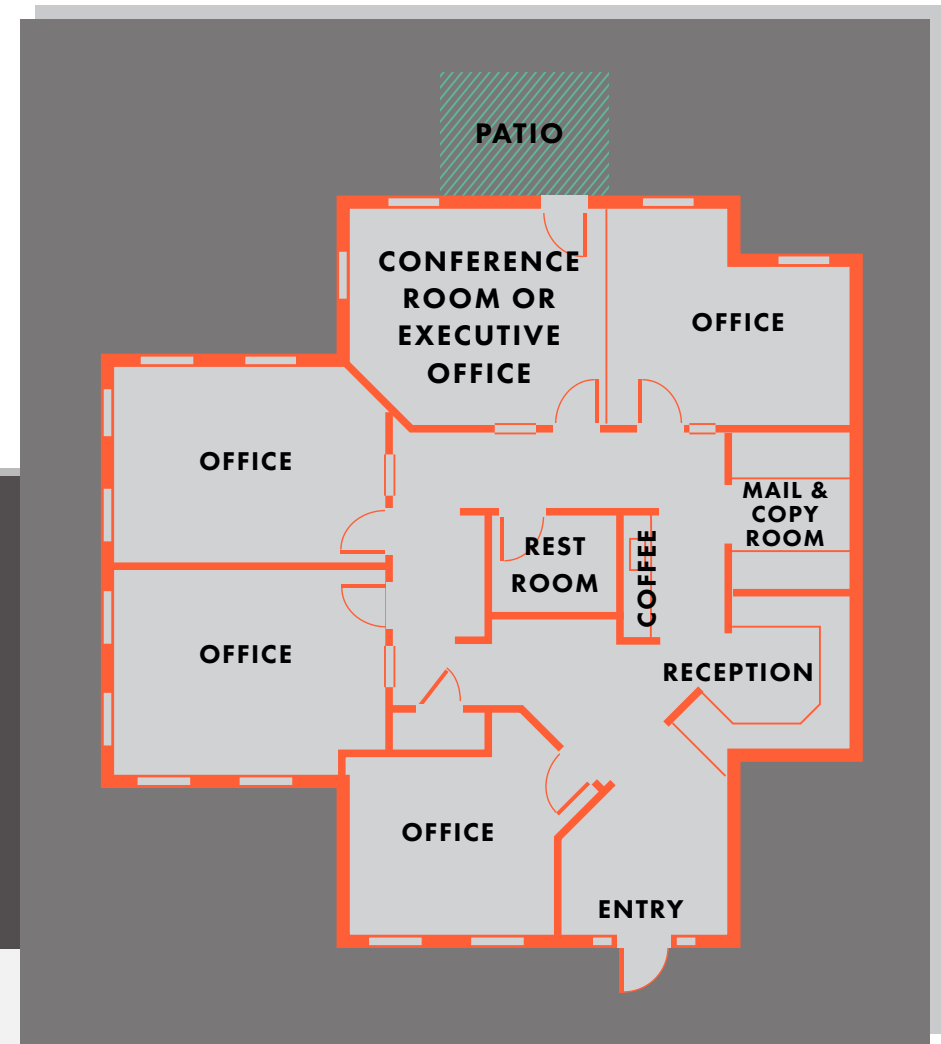 PATIO
CONFERENCE
ROOM OR
EXECUTIVE
OFFICE
OFFICE
OFFICE
MAIL &
COPY
ROOM
REST
ROOM
COFFEE
OFFICE
RECEPTION
OFFICE
ENTRY